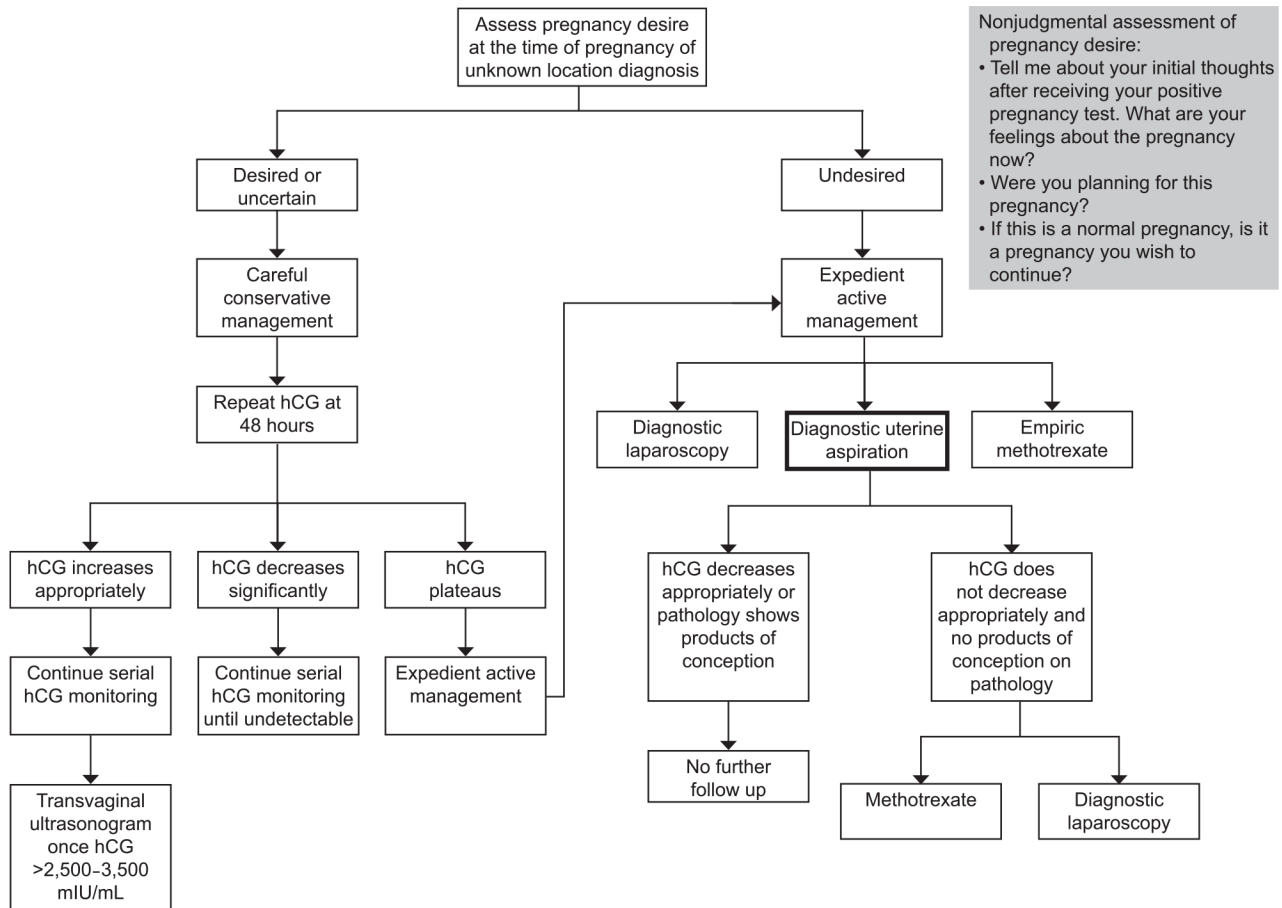 Assess pregnancy desire
at the time of pregnancy of
unknown location diagnosis
Nonjudgmental assessment of
pregnancy desire:
• Tell me about your initial thoughts
after receiving your positive
pregnancy test. What are your
feelings about the pregnancy
now?
• Were you planning for this
pregnancy?
• If this is a normal pregnancy, is it
a pregnancy you wish to
continue?
Desired or
uncertain
Undesired
Careful
conservative
management
Expedient
active
management
Repeat hCG at
48 hours
Diagnostic
laparoscopy
Diagnostic uterine
aspiration
Empiric
methotrexate
hCG increases
appropriately
hCG decreases
significantly
hCG
plateaus
hCG decreases
appropriately or
pathology shows
products of
conception
hCG does
not decrease
appropriately and
no products of
conception on
pathology
Continue serial
hCG monitoring
Continue serial
hCG monitoring
until undetectable
Expedient active
management
No further
follow up
Methotrexate
Diagnostic
laparoscopy
Transvaginal
ultrasonogram
once hCG
>2,500–3,500
mIU/mL